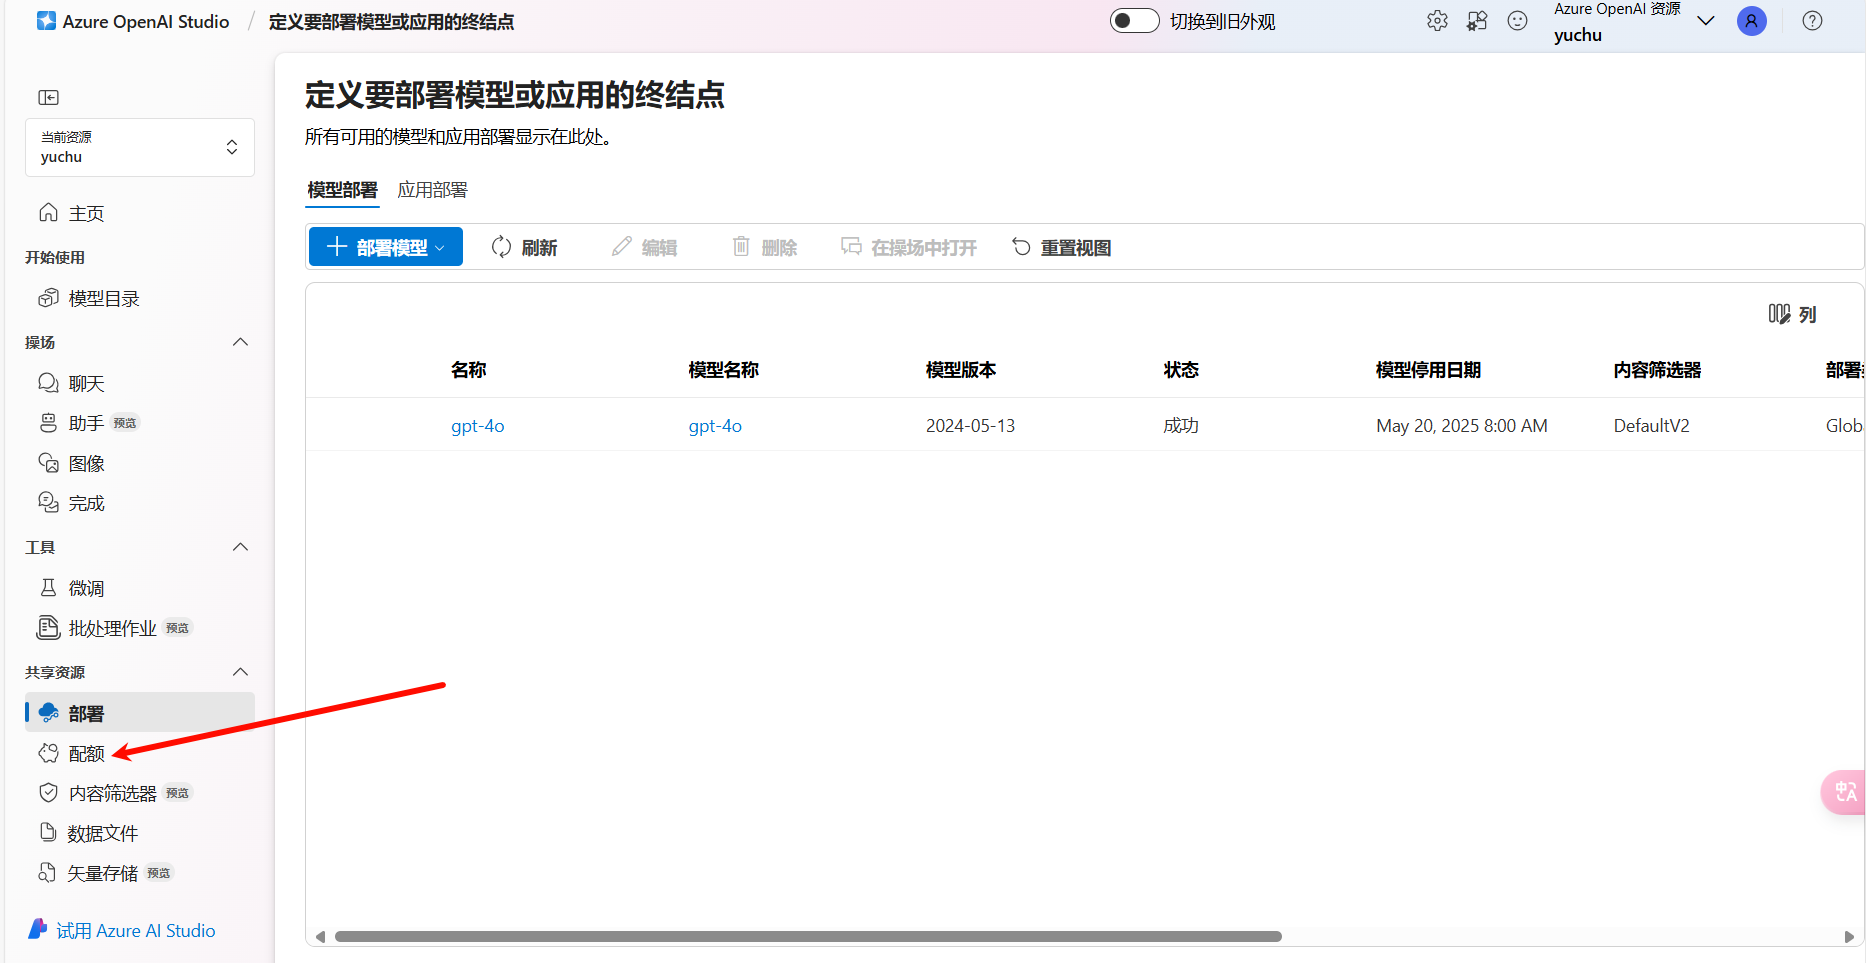 Azure OpenAI Studio / 定义要部署模型或应用的终结点
切换到旧外观
Azure OpenAI 资源
yuchu
当前资源
yuchu
主页
开始使用
模型目录
操场
聊天
助手 预览
图像
完成
工具
微调
批处理作业 预览
共享资源
部署
配额
内容筛选器 预览
数据文件
矢量存储 预览
试用 Azure AI Studio
定义要部署模型或应用的终结点
所有可用的模型和应用部署显示在此处。
模型部署 应用部署
部署模型 刷新 编辑 删除 在操场中打开 重置视图
列
名称 模型名称 模型版本 状态 模型停用日期 内容筛选器 部署
gpt-4o gpt-4o 2024-05-13 成功 May 20, 2025 8:00 AM DefaultV2 Glob
中A